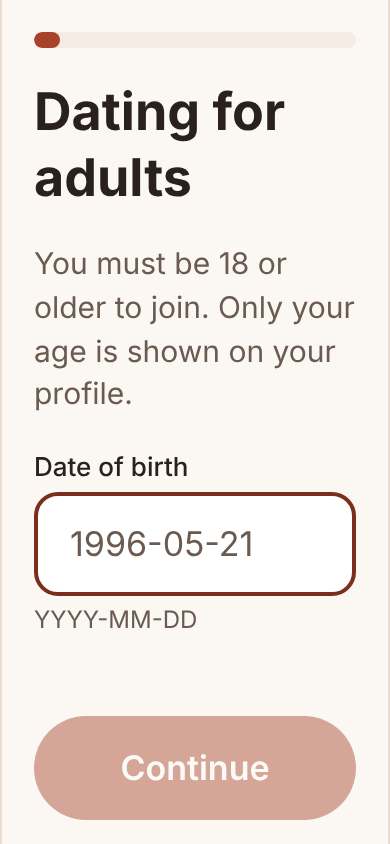 Dating for
adults
You must be 18 or
older to join. Only your
age is shown on your
profile.
Date of birth
1996-05-21
YYYY-MM-DD
Continue